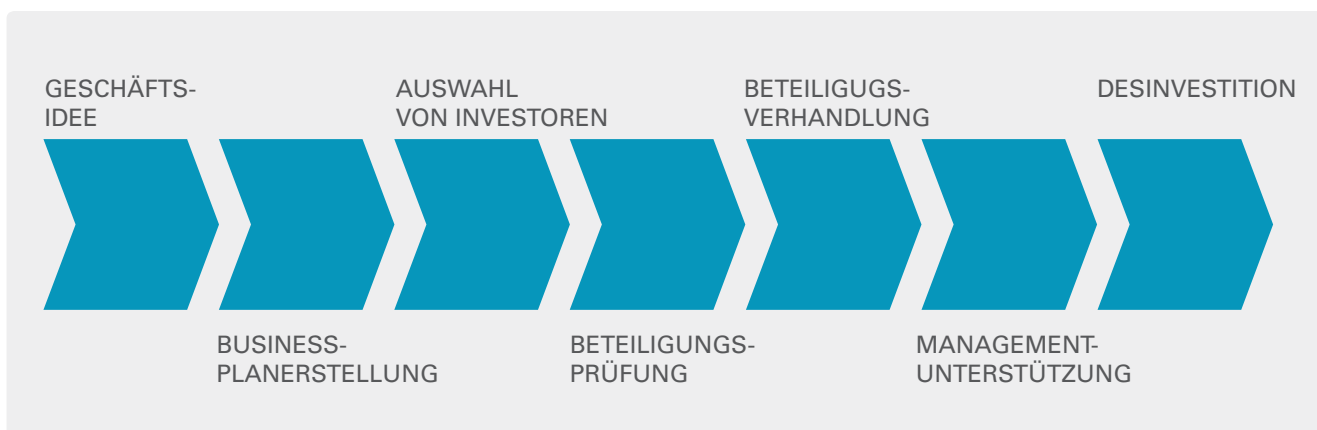 GESCHÄFTS-
IDEE
BUSINESS-
PLANERSTELLUNG
AUSWAHL
VON INVESTOREN
BETEILIGUNGS-
PRÜFUNG
BETEILIGUGS-
VERHANDLUNG
MANAGEMENT-
UNTERSTÜTZUNG
DESINVESTITION